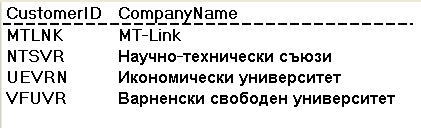 CustomerID CompanyName
MTLNK MT-Link
NTSVR Научно-технически съюзи
UEVRN Икономически университет
VFUVR Варненски свободен университет